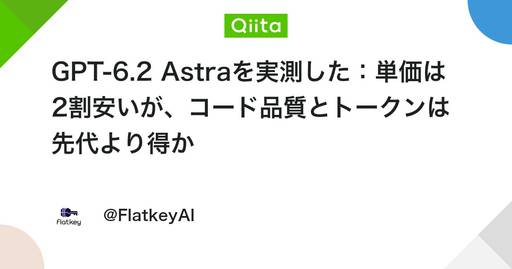 Qiita
GPT-6.2 Astraを実測した：単価は
2割安いが、コード品質とトークンは
先代より得か
flatkey
@FlatkeyAI